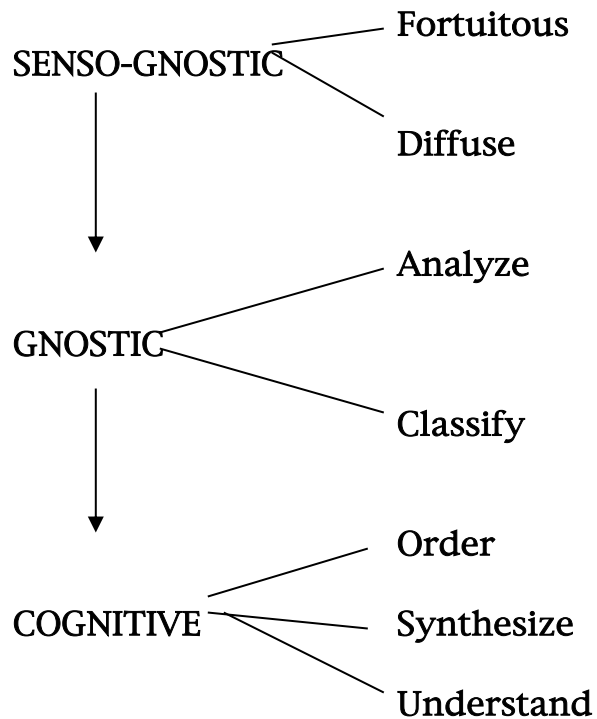 Fortuitous
SENSO-GNOSTIC
Diffuse
Analyze
GNOSTIC
Classify
Order
COGNITIVE
Synthesize
Understand